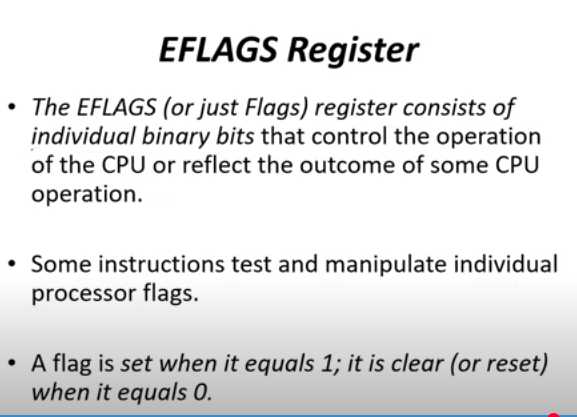 EFLAGS Register
• The EFLAGS (or just Flags) register consists of
individual binary bits that control the operation
of the CPU or reflect the outcome of some CPU
operation.
• Some instructions test and manipulate individual
processor flags.
• A flag is set when it equals 1; it is clear (or reset)
when it equals 0.